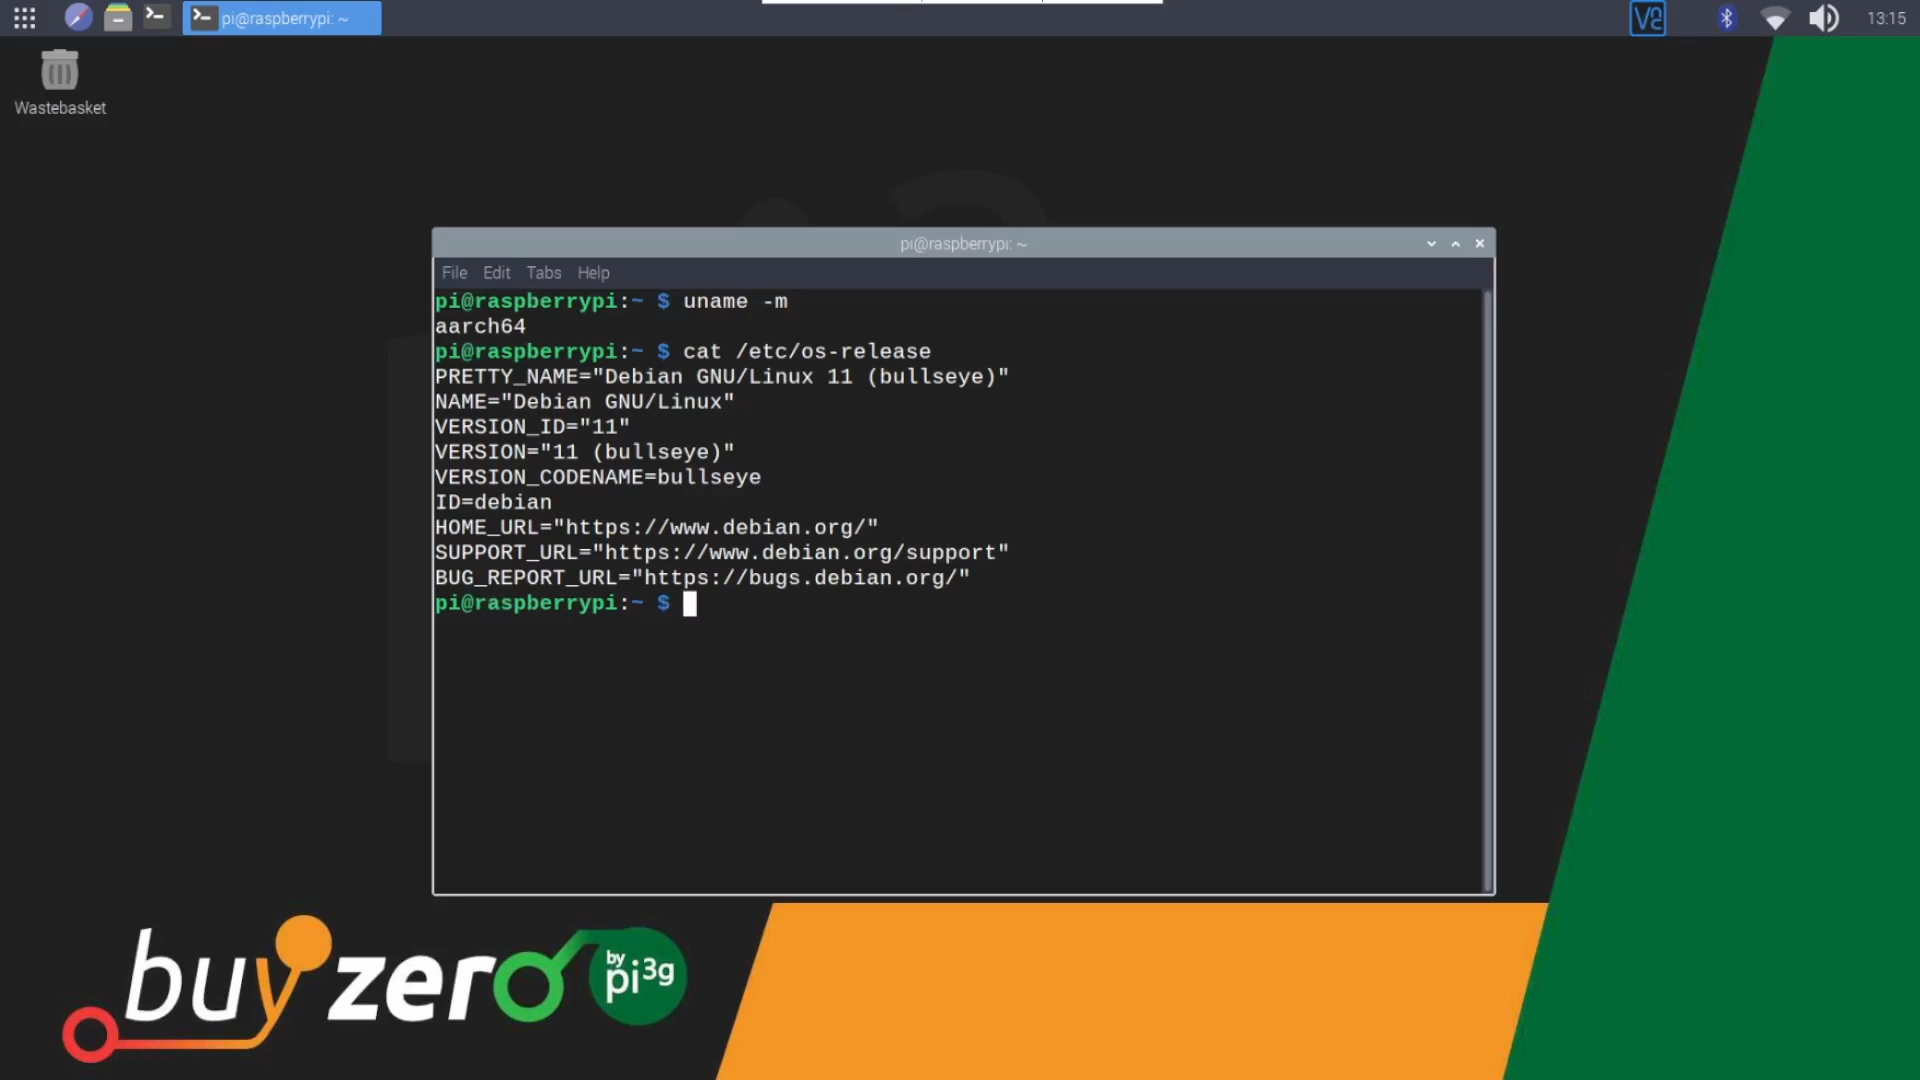 pi@raspberrypi: ~
13:15
Wastebasket
pi@raspberrypi: ~
File Edit Tabs Help
pi@raspberrypi:~ $ uname -m
aarch64
pi@raspberrypi:~ $ cat /etc/os-release
PRETTY_NAME="Debian GNU/Linux 11 (bullseye)"
NAME="Debian GNU/Linux"
VERSION_ID="11"
VERSION="11 (bullseye)"
VERSION_CODENAME=bullseye
ID=debian
HOME_URL="https://www.debian.org/"
SUPPORT_URL="https://www.debian.org/support"
BUG_REPORT_URL="https://bugs.debian.org/"
pi@raspberrypi:~ $
buyzero by pi3g